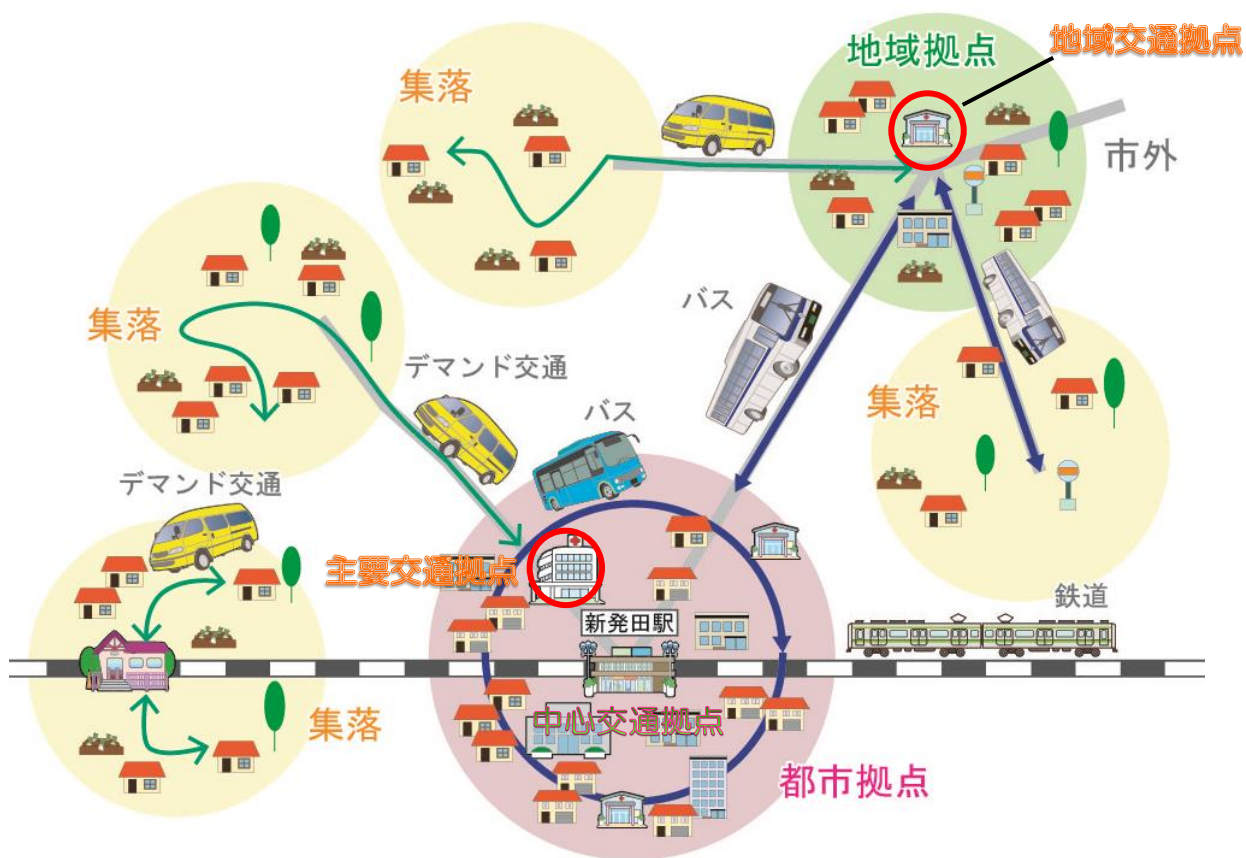 地域拠点
地域交通拠点
集落
市外
バス
集落
デマンド交通
集落
バス
デマンド交通
主要交通拠点
鉄道
新発田駅
中心交通拠点
集落
都市拠点